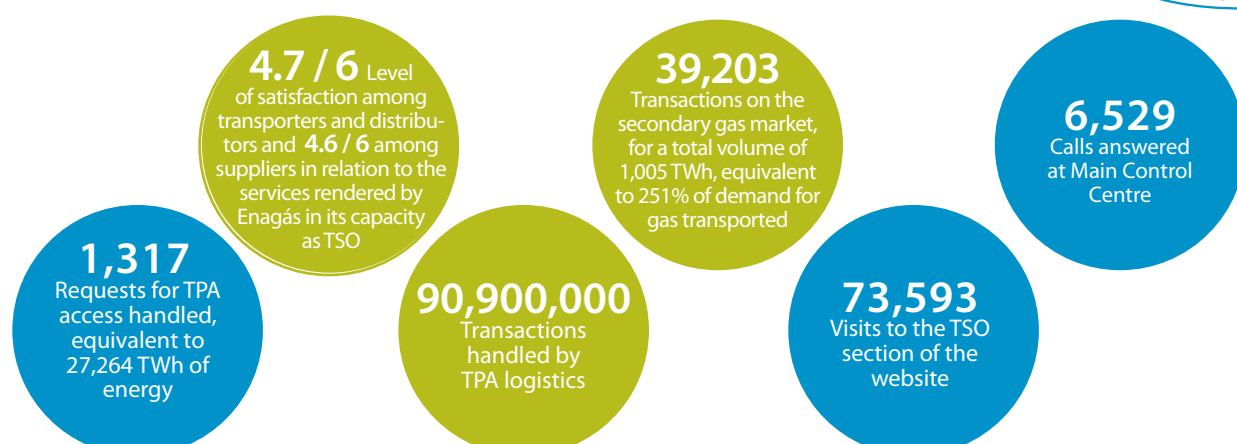 4.7 / 6 Level
of satisfaction among
transporters and distribu-
tors and 4.6 / 6 among
suppliers in relation to the
services rendered by
Enagás in its capacity
as TSO
39,203
Transactions on the
secondary gas market,
for a total volume of
1,005 TWh, equivalent
to 251% of demand for
gas transported
6,529
Calls answered
at Main Control
Centre
1,317
Requests for TPA
access handled,
equivalent to
27,264 TWh of
energy
90,900,000
Transactions
handled by
TPA logistics
73,593
Visits to the TSO
section of the
website